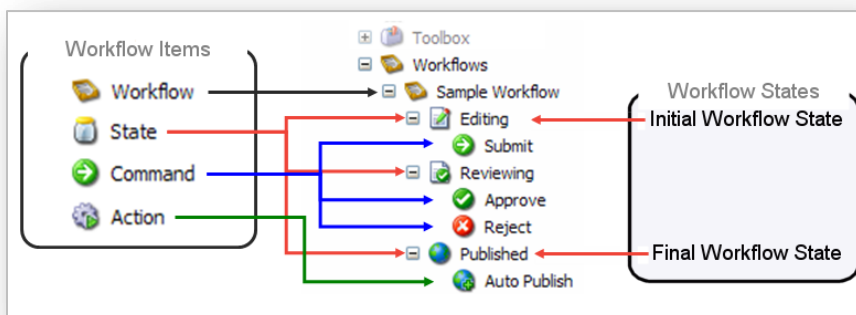 Workflow Items
Workflow
State
Command
Action
Toolbox
Workflows
Sample Workflow
Editing
Submit
Reviewing
Approve
Reject
Published
Auto Publish
Workflow States
Initial Workflow State
Final Workflow State